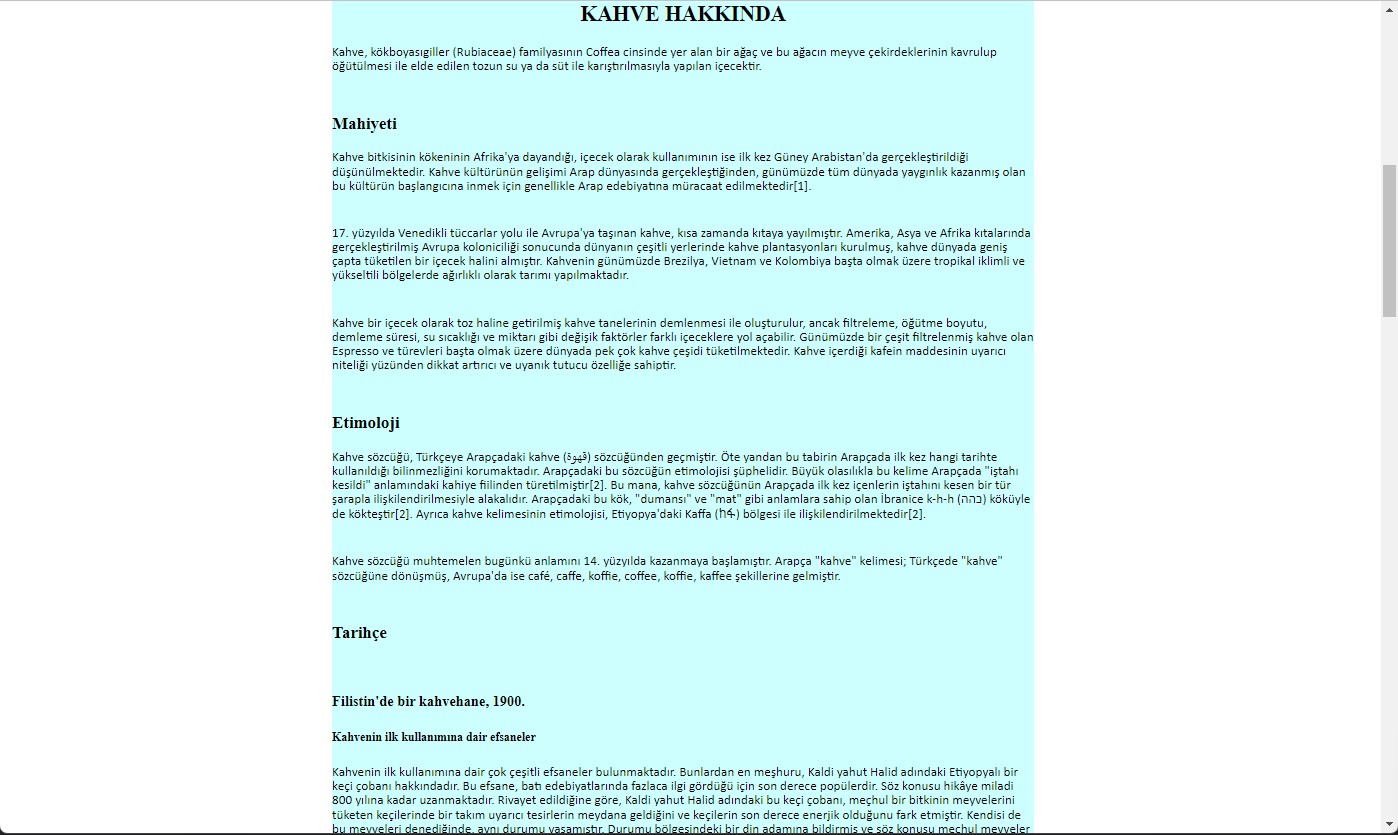 KAHVE HAKKINDA
Kahve, kökboyasıgiller (Rubiaceae) familyasının Coffea cinsinde yer alan bir ağaç ve bu ağacın meyve çekirdeklerinin kavrulup
öğütülmesi ile elde edilen tozun su ya da süt ile karıştırılmasıyla yapılan içecektir.
Mahiyeti
Kahve bitkisinin kökeninin Afrika'ya dayandığı, içecek olarak kullanımının ise ilk kez Güney Arabistan'da gerçekleştirildiği
düşünülmektedir. Kahve kültürünün gelişimi Arap dünyasında gerçekleştiğinden, günümüzde tüm dünyada yaygınlık kazanmış olan
bu kültürün başlangıcına inmek için genellikle Arap edebiyatına müracaat edilmektedir[1].
17. yüzyılda Venedikli tüccarlar yolu ile Avrupa'ya taşınan kahve, kısa zamanda kıtaya yayılmıştır. Amerika, Asya ve Afrika kıtalarında
gerçekleştirilmiş Avrupa koloniciliği sonucunda dünyanın çeşitli yerlerinde kahve plantasyonları kurulmuş, kahve dünyada geniş
çapta tüketilen bir içecek halini almıştır. Kahvenin günümüzde Brezilya, Vietnam ve Kolombiya başta olmak üzere tropikal iklimli ve
yükseltili bölgelerde ağırlıklı olarak tarımı yapılmaktadır.
Kahve bir içecek olarak toz haline getirilmiş kahve tanelerinin demlenmesi ile oluşturulur, ancak filtreleme, öğütme boyutu,
demleme süresi, su sıcaklığı ve miktarı gibi değişik faktörler farklı içeceklere yol açabilir. Günümüzde bir çeşit filtrelenmiş kahve olan
Espresso ve türevleri başta olmak üzere dünyada pek çok kahve çeşidi tüketilmektedir. Kahve içerdiği kafein maddesinin uyarıcı
niteliği yüzünden dikkat artırıcı ve uyanık tutucu özelliğe sahiptir.
Etimoloji
Kahve sözcüğü, Türkçeye Arapçadaki kahve (قهوة) sözcüğünden geçmiştir. Öte yandan bu tabirin Arapçada ilk kez hangi tarihte
kullanıldığı bilinmezliğini korumaktadır. Arapçadaki bu sözcüğün etimolojisi şüphelidir. Büyük olasılıkla bu kelime Arapçada "iştahı
kesildi" anlamındaki kahiye fiilinden türetilmiştir[2]. Bu mana, kahve sözcüğünün Arapçada ilk kez içenlerin iştahını kesen bir tür
şarapla ilişkilendirilmesiyle alakalıdır. Arapçadaki bu kök, "dumansı" ve "mat" gibi anlamlara sahip olan İbranice k-h-h (כהה) köküyle
de kökteştir[2]. Ayrıca kahve kelimesinin etimolojisi, Etiyopya'daki Kaffa (ከፋ) bölgesi ile ilişkilendirilmektedir[2].
Kahve sözcüğü muhtemelen bugünkü anlamını 14. yüzyılda kazanmaya başlamıştır. Arapça "kahve" kelimesi; Türkçede "kahve"
sözcüğüne dönüşmüş, Avrupa'da ise café, caffe, koffie, coffee, koffie, kaffee şekillerine gelmiştir.
Tarihçe
Filistin'de bir kahvehane, 1900.
Kahvenin ilk kullanımına dair efsaneler
Kahvenin ilk kullanımına dair çok çeşitli efsaneler bulunmaktadır. Bunlardan en meşhuru, Kaldi yahut Halid adındaki Etiyopyalı bir
keçi çobanı hakkındadır. Bu efsane, batı edebiyatlarında fazlaca ilgi gördüğü için son derece popülerdir. Söz konusu hikâye miladi
800 yılına kadar uzanmaktadır. Rivayet edildiğine göre, Kaldi yahut Halid adındaki bu keçi çobanı, meçhul bir bitkinin meyvelerini
tüketen keçilerinde bir takım uyarıcı tesirlerin meydana geldiğini ve keçilerin son derece enerjik olduğunu fark etmiştir. Kendisi de
bu meyveleri denediğinde, aynı durumu yaşamıştır. Durumu bölgesindeki bir din adamına bildirmiş ve söz konusu meçhul meyveler